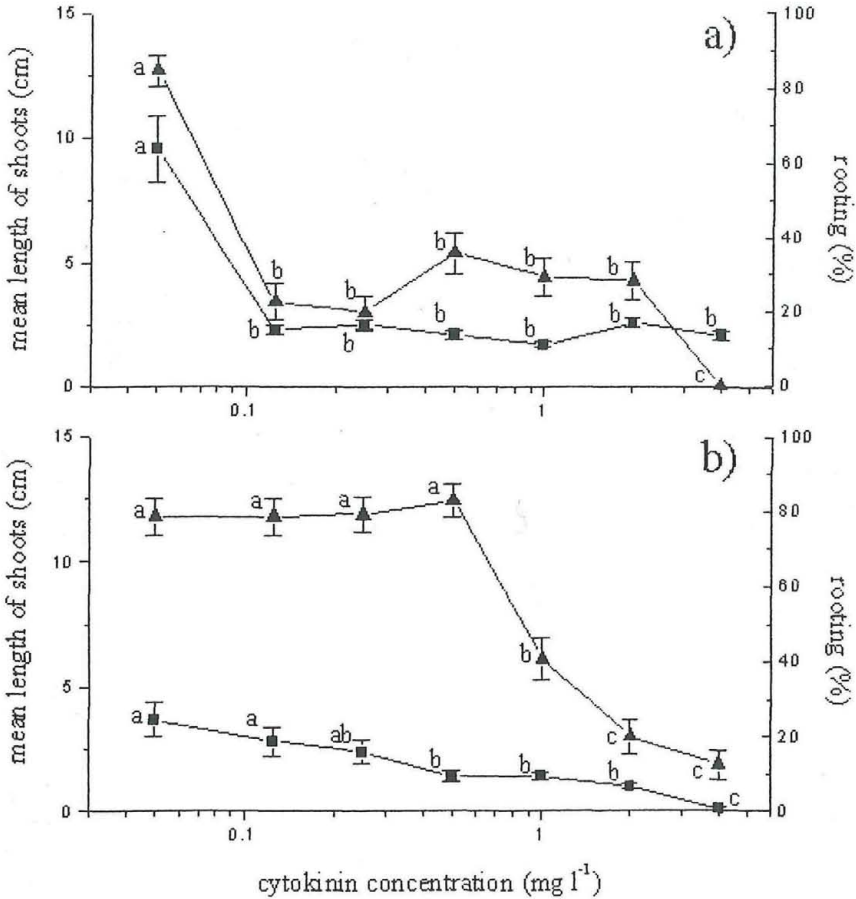 a)
mean length of shoots (cm)
15
10
5
0
100
80
60
40
20
0
rooting (%)
a
a
b
b
b
b
b
b
b
b
b
b
c
b
0.1
1
b)
mean length of shoots (cm)
15
10
5
0
100
80
60
40
20
0
rooting (%)
a
a
a
a
b
c
c
a
a
ab
b
b
b
c
0.1
1
cytokinin concentration (mg l⁻¹)